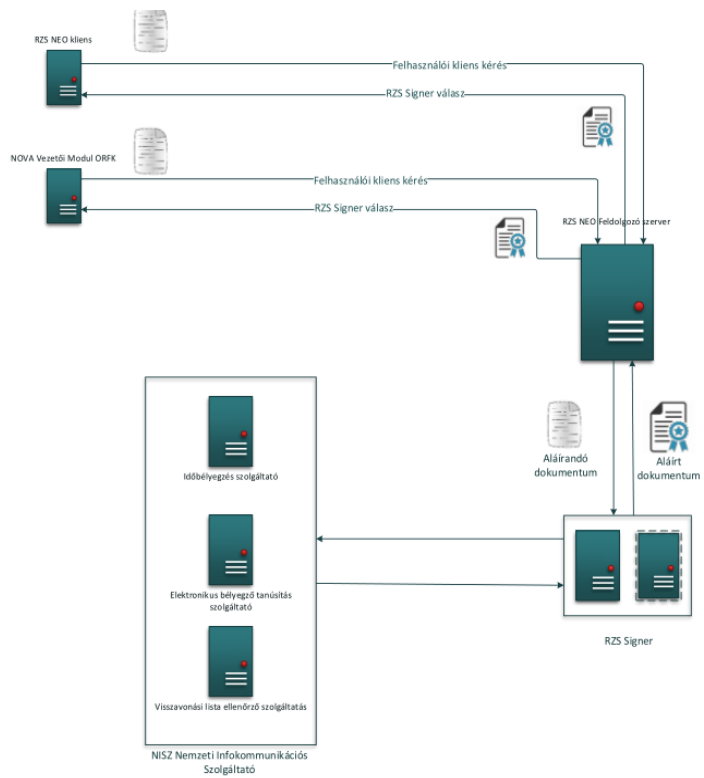 RZS NEO kliens
Felhasználói kliens kérés
RZS Signer válasz
NOVA Vezetői Modul ORFK
Felhasználói kliens kérés
RZS Signer válasz
RZS NEO Feldolgozó szerver
Aláírandó
dokumentum
Aláírt
dokumentum
Időbélyegzés szolgáltató
Elektronikus bélyegző tanúsítás
szolgáltató
Visszavonási lista ellenőrző szolgáltatás
RZS Signer
NISZ Nemzeti Infokommunikációs
Szolgáltató